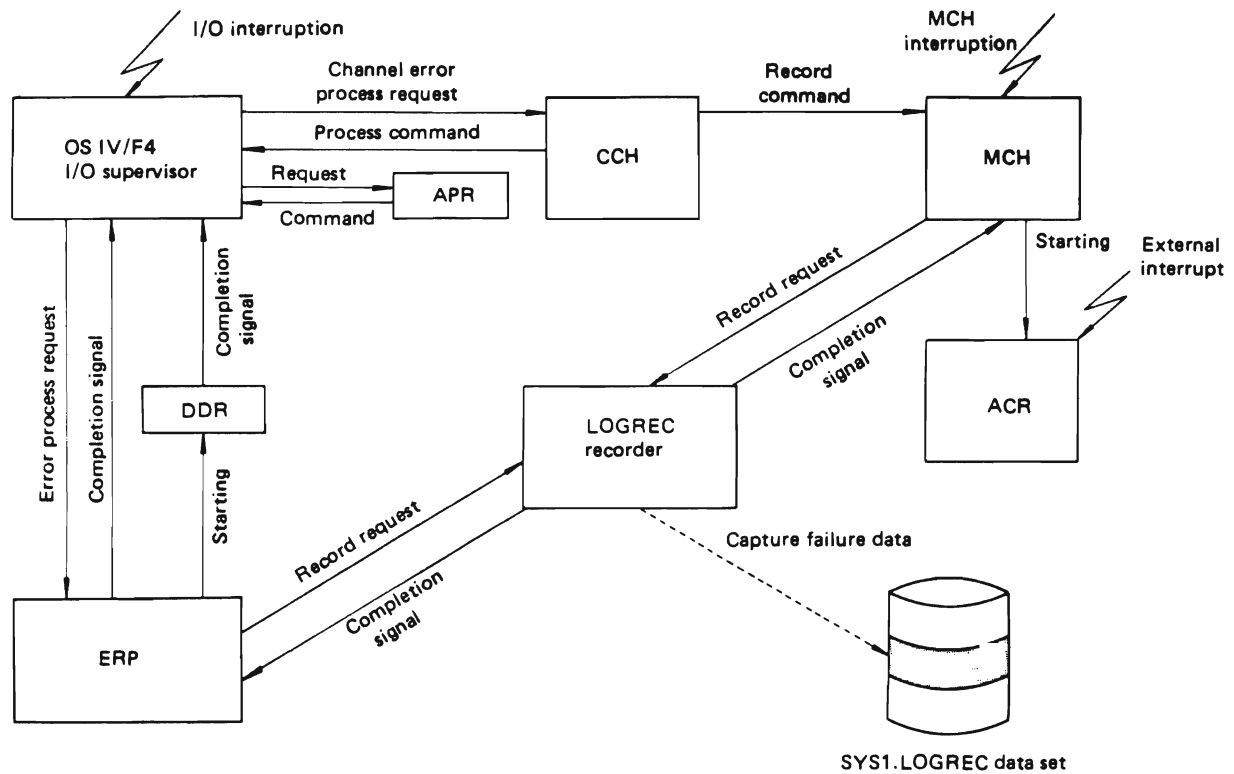 I/O interruption
MCH
interruption
Channel error
process request
Record
command
Process command
OS IV/F4
I/O supervisor
CCH
MCH
Request
APR
Command
Starting
External
interrupt
Record request
Completion
signal
Completion
signal
Error process request
Completion signal
DDR
LOGREC
recorder
ACR
Starting
Record request
Completion
signal
Capture failure data
ERP
SYS1.LOGREC data set